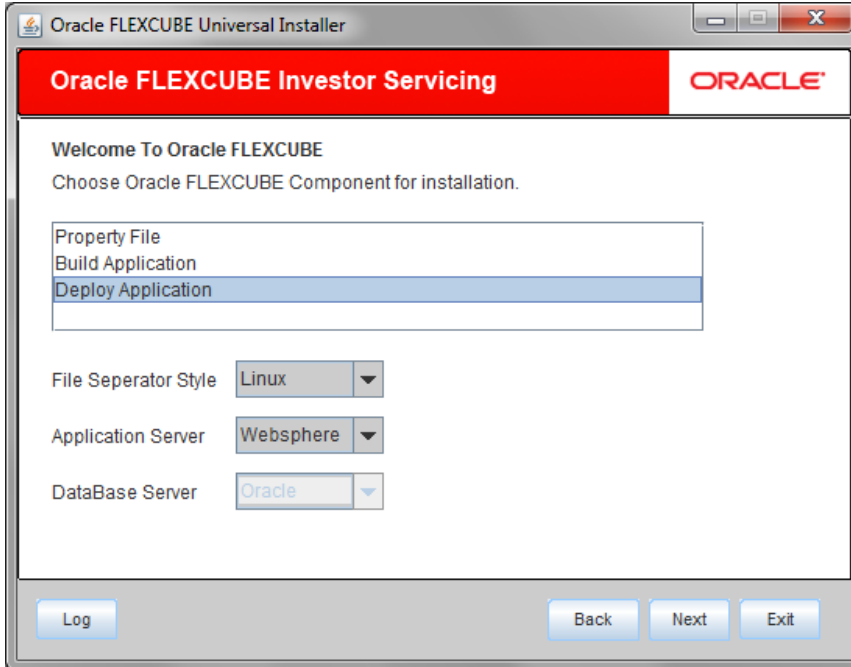 Oracle FLEXCUBE Universal Installer
Oracle FLEXCUBE Investor Servicing
ORACLE
Welcome To Oracle FLEXCUBE
Choose Oracle FLEXCUBE Component for installation.
Property File
Build Application
Deploy Application
File Seperator Style Linux
Application Server Websphere
DataBase Server Oracle
Log Back Next Exit